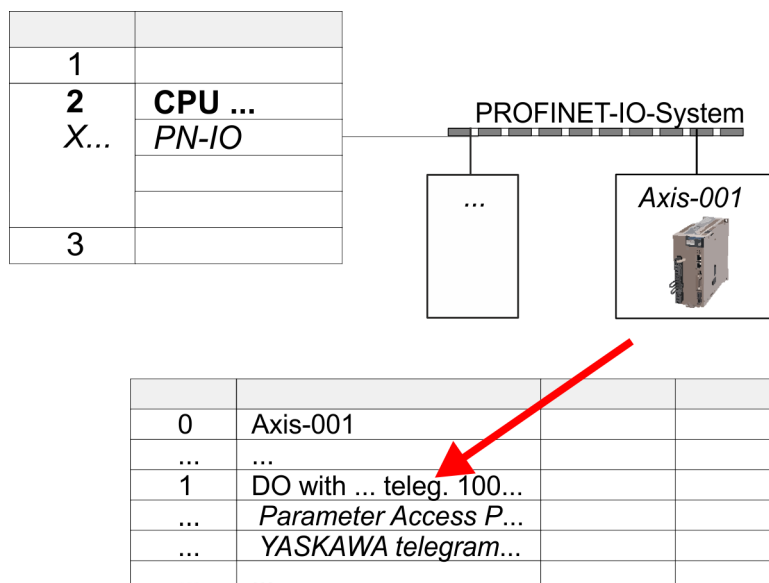 1
2 CPU ...
X... PN-IO
3
PROFINET-IO-System
...
Axis-001
0 Axis-001
... ...
1 DO with ... teleg. 100...
... Parameter Access P...
... YASKAWA telegram...